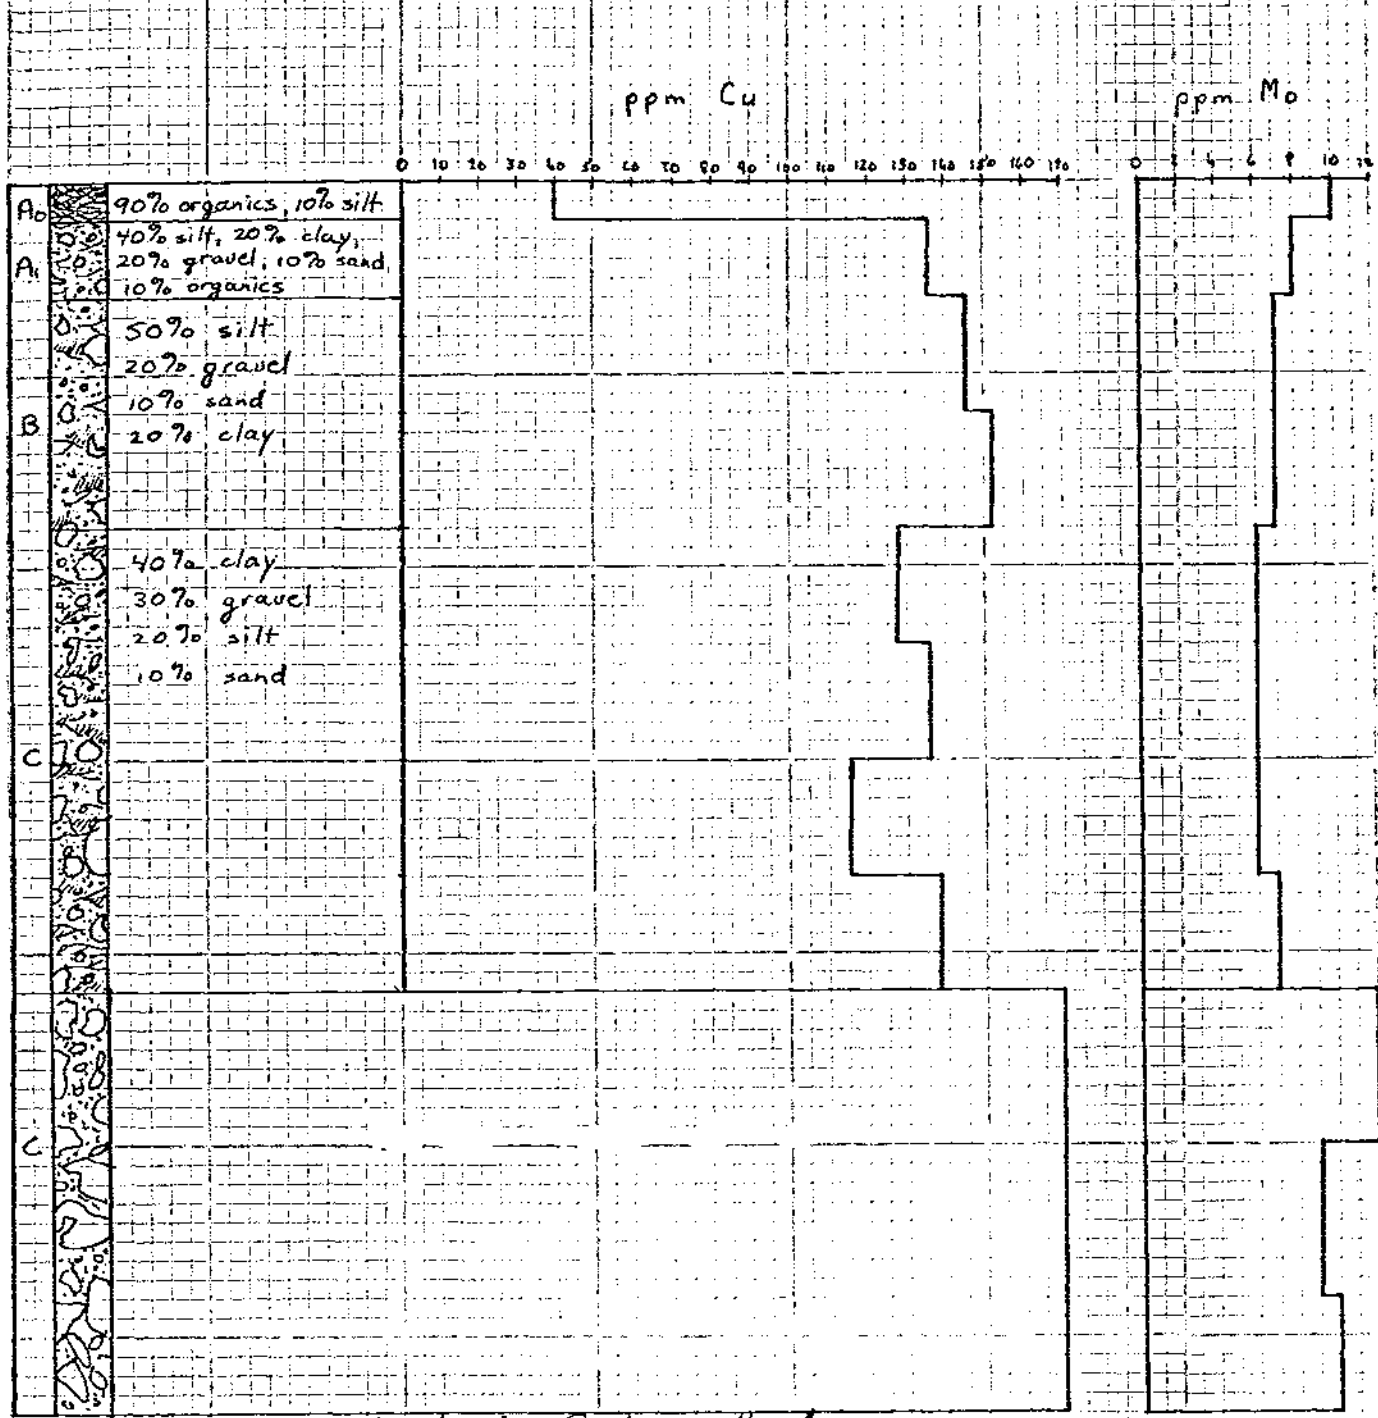 ppm Cu
ppm Mo
0 10 20 30 40 50 60 70 80 90 100 110 120 130 140 150 160 170
0 2 4 6 8 10 12
A₀
90% organics, 10% silt
A₁
40% silt, 20% clay,
20% gravel, 10% sand,
10% organics
50% silt
20% gravel
10% sand
B
20% clay
40% clay
30% gravel
20% silt
10% sand
C
C